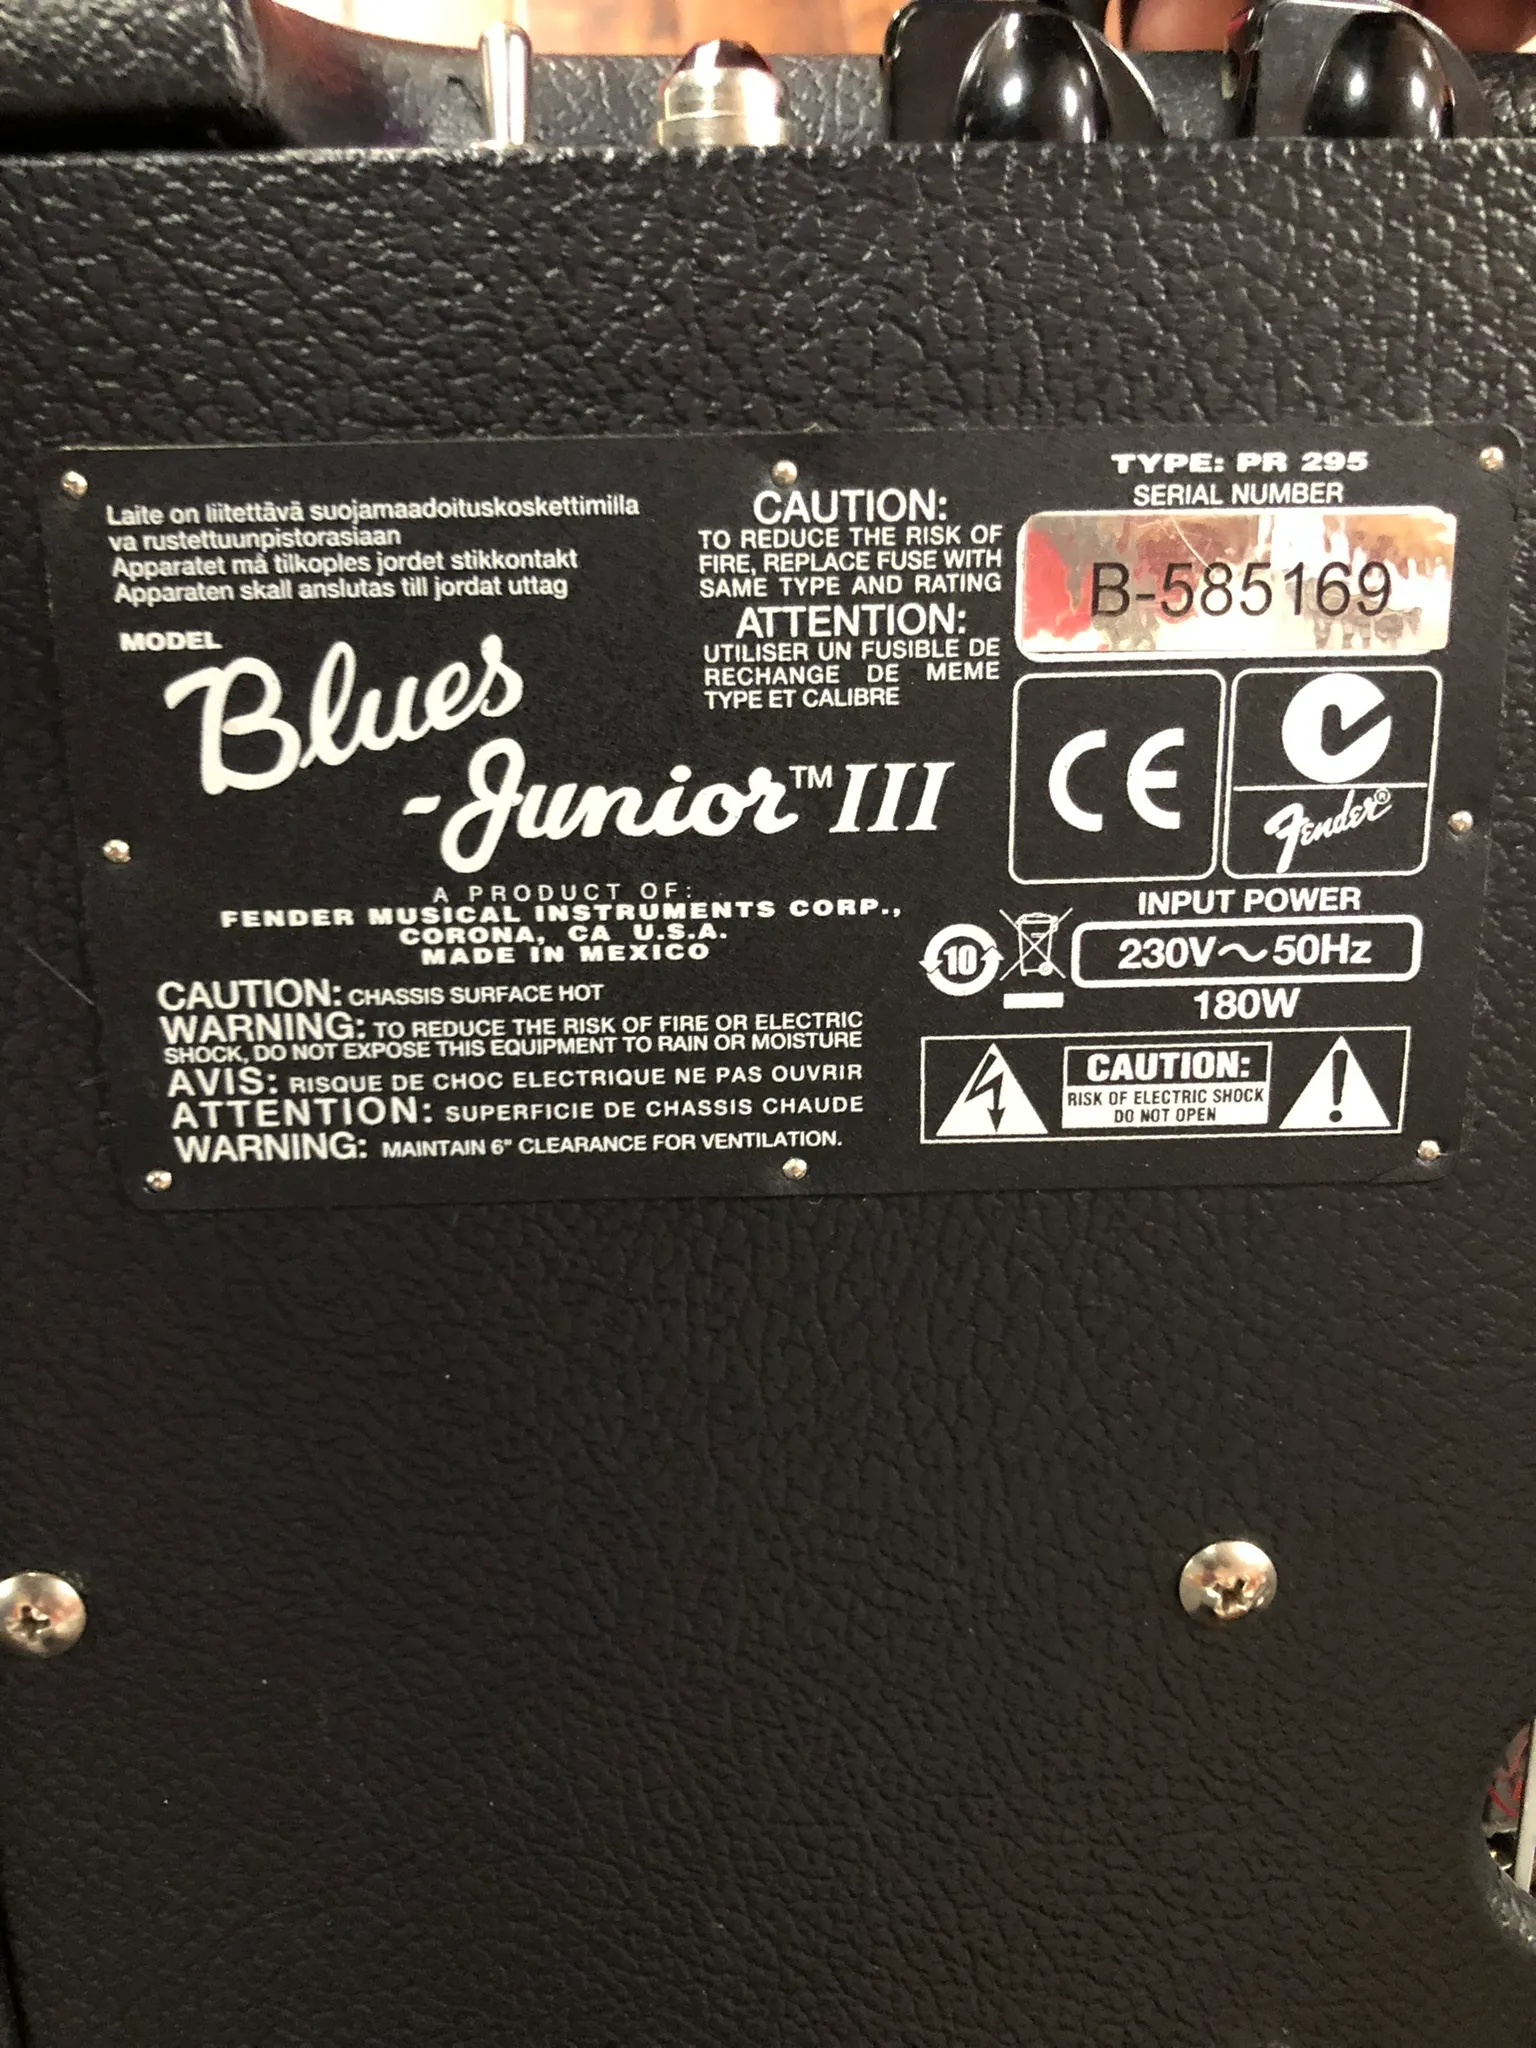 Laite on liitettävä suojamaadoituskoskettimilla
va rustettuunpistorasiaan
Apparatet må tilkoples jordet stikkontakt
Apparaten skall anslutas till jordat uttag
MODEL
Blues
Junior™ III
A PRODUCT OF:
FENDER MUSICAL INSTRUMENTS CORP.,
CORONA, CA U.S.A.
MADE IN MEXICO
CAUTION: CHASSIS SURFACE HOT
WARNING: TO REDUCE THE RISK OF FIRE OR ELECTRIC
SHOCK, DO NOT EXPOSE THIS EQUIPMENT TO RAIN OR MOISTURE
AVIS: RISQUE DE CHOC ELECTRIQUE NE PAS OUVRIR
ATTENTION: SUPERFICIE DE CHASSIS CHAUDE
WARNING: MAINTAIN 6" CLEARANCE FOR VENTILATION.
CAUTION:
TO REDUCE THE RISK OF
FIRE, REPLACE FUSE WITH
SAME TYPE AND RATING
ATTENTION:
UTILISER UN FUSIBLE DE
RECHANGE DE MEME
TYPE ET CALIBRE
TYPE: PR 295
SERIAL NUMBER
B-585169
CE
Fender®
INPUT POWER
10
230V~50Hz
180W
CAUTION:
RISK OF ELECTRIC SHOCK
DO NOT OPEN